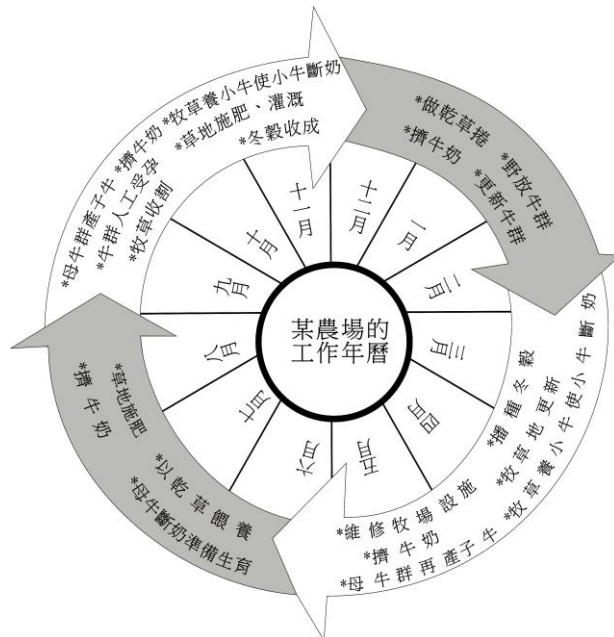 某農場的
工作年曆
十二月
一月
二月
三月
四月
五月
六月
七月
八月
九月
十月
十一月
*做乾草捲
*野放牛群
*擠牛奶
*更新牛群
*播種冬穀
*牧草地更新
*牧草養小牛使小牛斷奶
*維修牧場設施
*擠牛奶
*母牛群再產子牛
*草地施肥
*擠牛奶
*以乾草餵養
*母牛斷奶準備生育
*母牛群產子牛
*擠牛奶
*牧草養小牛使小牛斷奶
*牛群人工受孕
*草地施肥、灌溉
*牧草收割
*冬穀收成